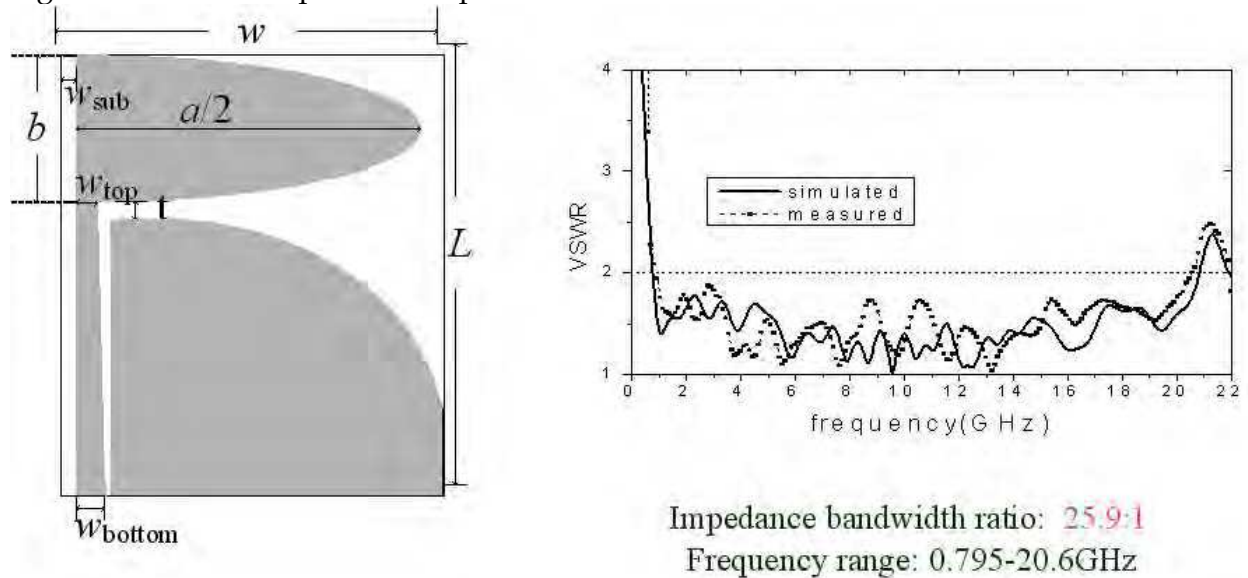 w
w_sub
b
a/2
w_top
t
L
w_bottom
4
3
2
1
VSWR
simulated
measured
0 2 4 6 8 10 12 14 16 18 20 22
frequency(GHz)
Impedance bandwidth ratio: 25.9:1
Frequency range: 0.795-20.6GHz